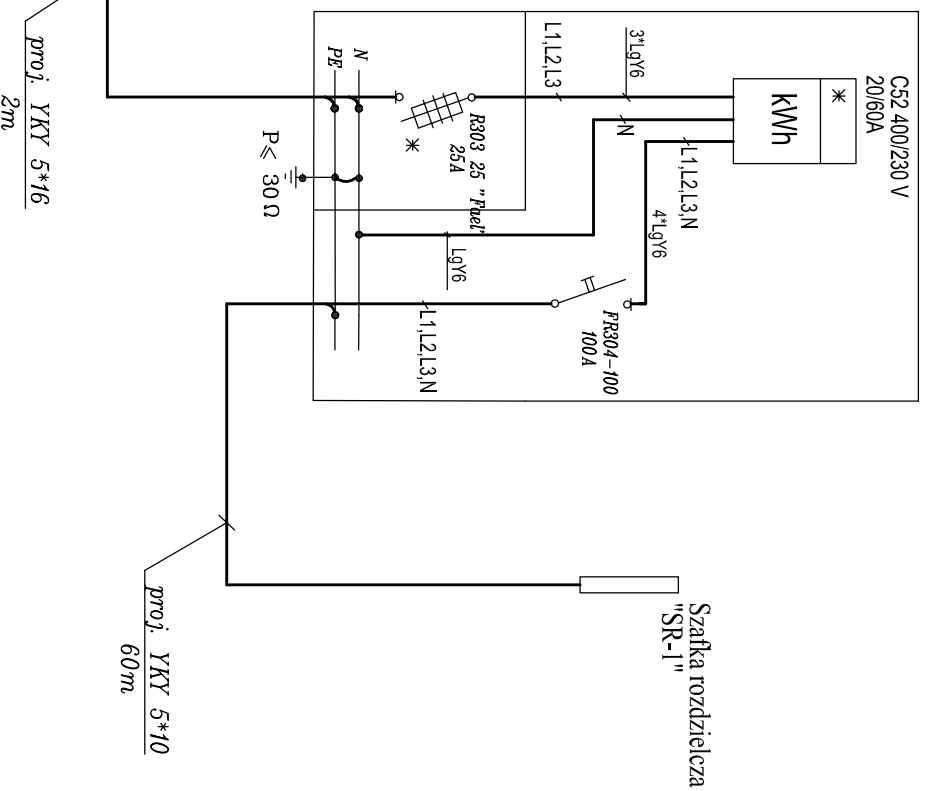 C52 400/230 V
20/60A
*
kWh
3*LgY6
L1,L2,L3
N
L1,L2,L3,N
4*LgY6
R303 25 "Fael"
25A
*
N
PE
P< 30 Ω
LgY6
FR304-100
100A
L1,L2,L3,N
proj. YKY 5*16
2m
proj. YKY 5*10
60m
Szafka rozdzielcza
"SR-1"